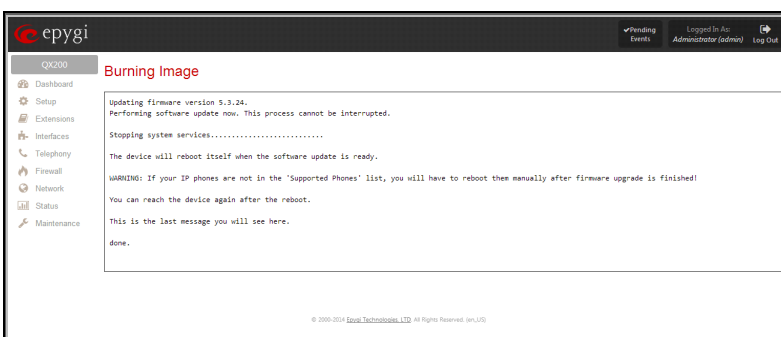 epygi
Pending Events
Logged In As:
Administrator (admin)
Log Out
QX200
Dashboard
Setup
Extensions
Interfaces
Telephony
Firewall
Network
Status
Maintenance
Burning Image
Updating firmware version 5.3.24.
Performing software update now. This process cannot be interrupted.
Stopping system services...........................
The device will reboot itself when the software update is ready.
WARNING: If your IP phones are not in the 'Supported Phones' list, you will have to reboot them manually after firmware upgrade is finished!
You can reach the device again after the reboot.
This is the last message you will see here.
done.
© 2000-2014 Epygi Technologies, LTD. All Rights Reserved. (en_US)